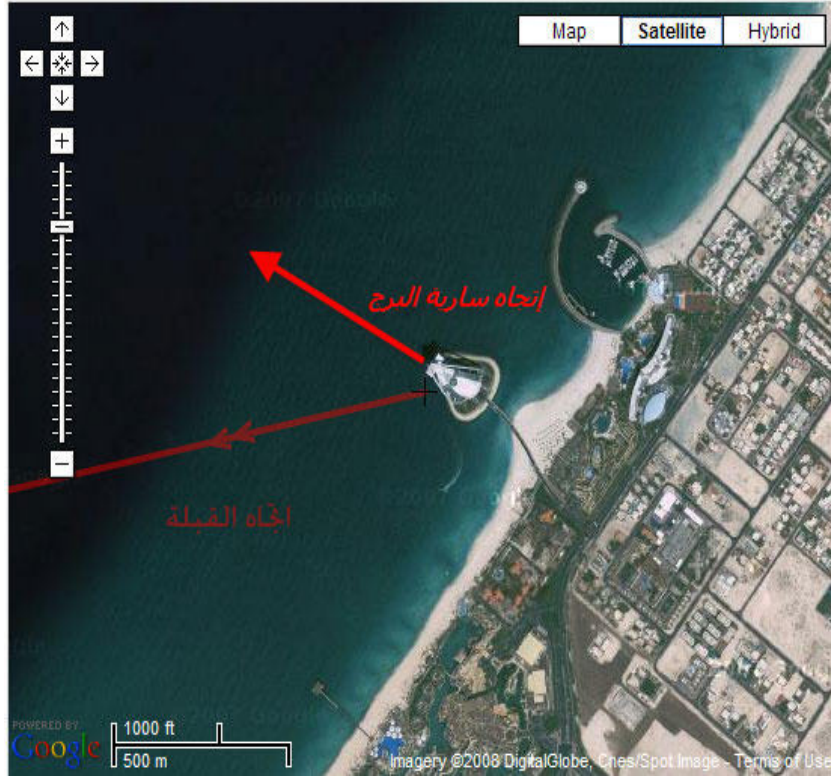 Map Satellite Hybrid
إتجاه سارية البرج
اتجاه القبلة
POWERED BY
Google
1000 ft
500 m
Imagery ©2008 DigitalGlobe, Cnes/Spot Image - Terms of Use